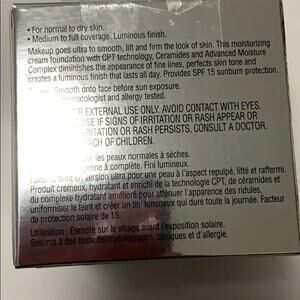 • For normal to dry skin.
• Medium to full coverage. Luminous finish.
Makeup goes ultra to smooth, lift and firm the look of skin. This moisturizing
cream foundation with CPT technology, Ceramides and Advanced Moisture
Complex diminishes the appearance of fine lines, perfects skin tone and
creates a luminous finish that lasts all day. Provides SPF 15 sunburn protection.
Smooth onto face before sun exposure.
and allergy tested.
EXTERNAL USE ONLY. AVOID CONTACT WITH EYES.
USE IF SIGNS OF IRRITATION OR RASH APPEAR OR
IRRITATION OR RASH PERSISTS, CONSULT A DOCTOR.
OF CHILDREN.
les peaux normales à sèches.
Fini lumineux.
teint en version ultra pour une peau à l'aspect repulpé, lifté et raffermi.
Produit crémeux, hydratant et enrichi de la technologie CPT, de céramides et
du complexe hydratant amélioré pour atténuer l'apparence des ridules,
uniformiser le teint et créer un fini lumineux qui dure toute la journée. Facteur
de protection solaire de 15.
Utilisation : Étendre sur le visage avant l'exposition solaire.
Soumis à des tests dermatologiques, cliniques et d'allergie.